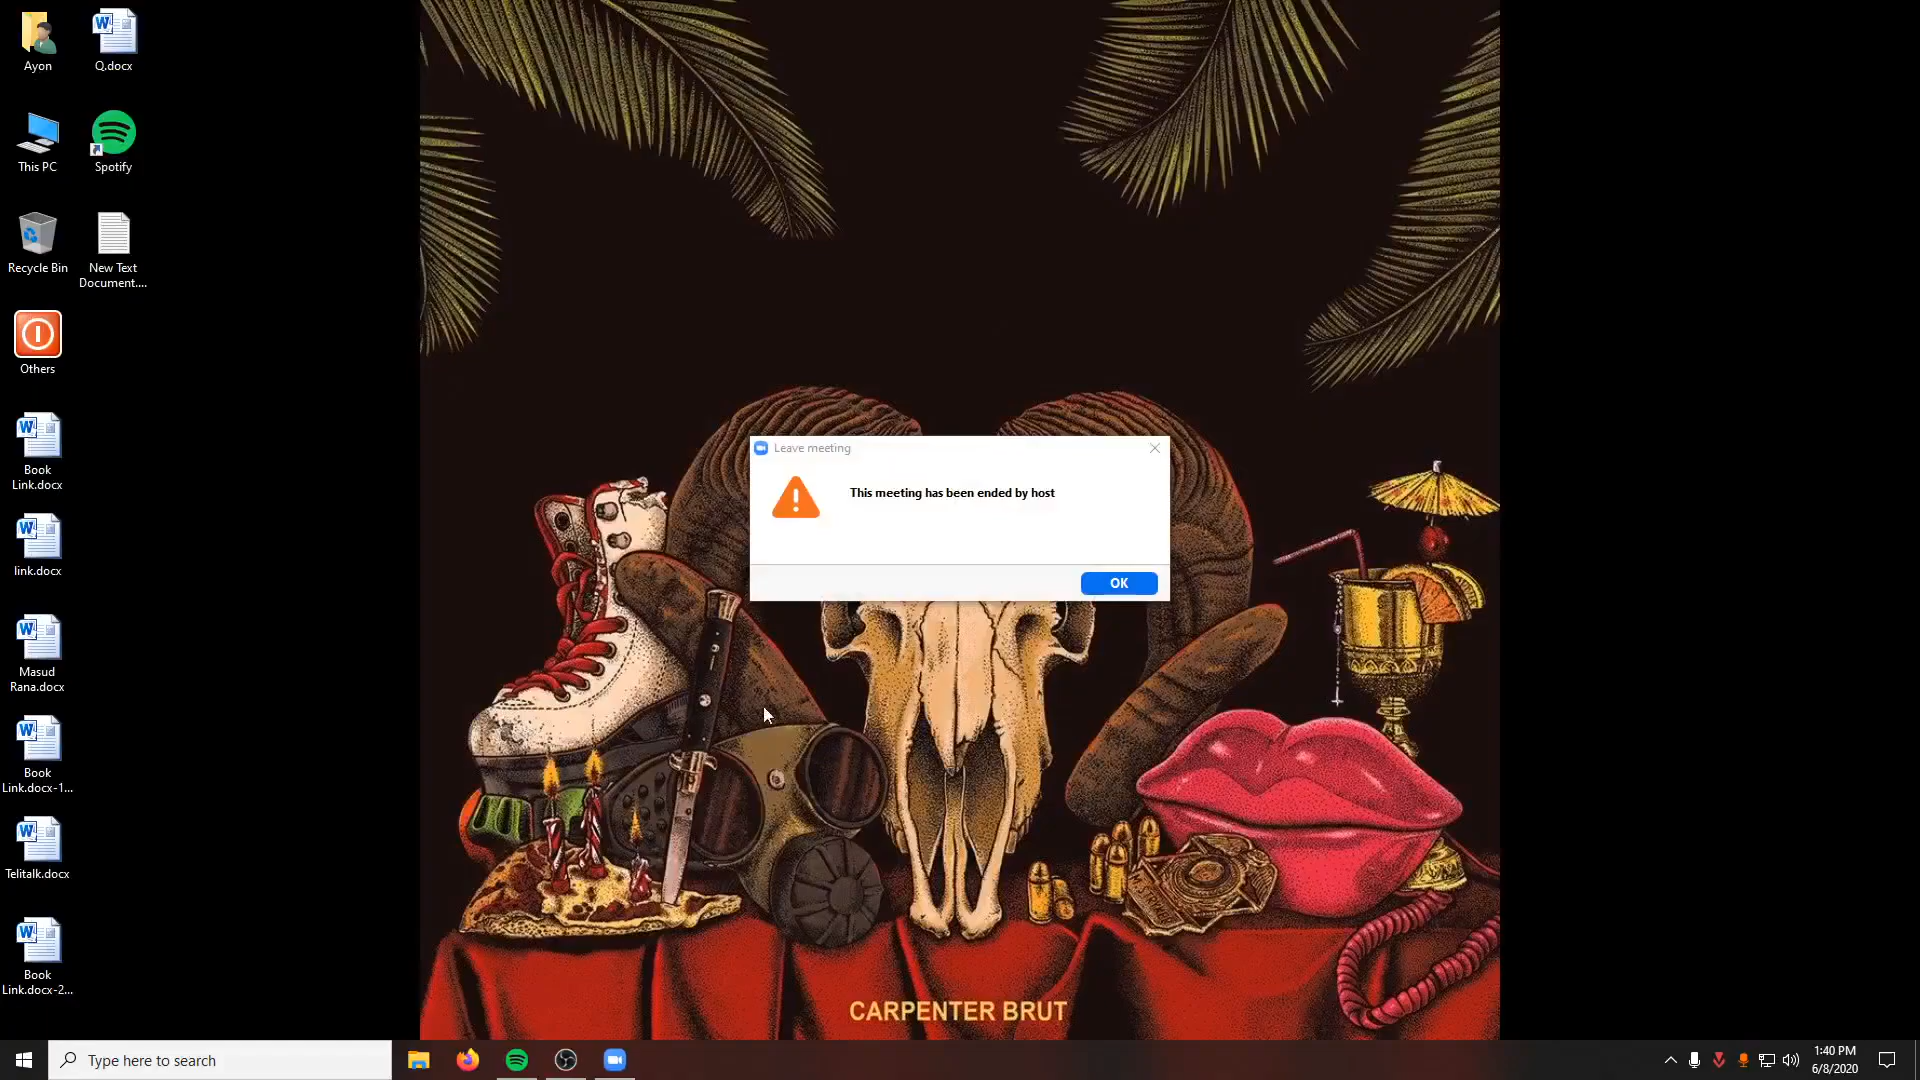 Ayon
Q.docx
This PC
Spotify
Recycle Bin
New Text
Document....
Others
Book
Link.docx
link.docx
Masud
Rana.docx
Book
Link.docx-1...
Telitalk.docx
Book
Link.docx-2...
Leave meeting
This meeting has been ended by host
OK
CARPENTER BRUT
Type here to search
1:40 PM
6/8/2020